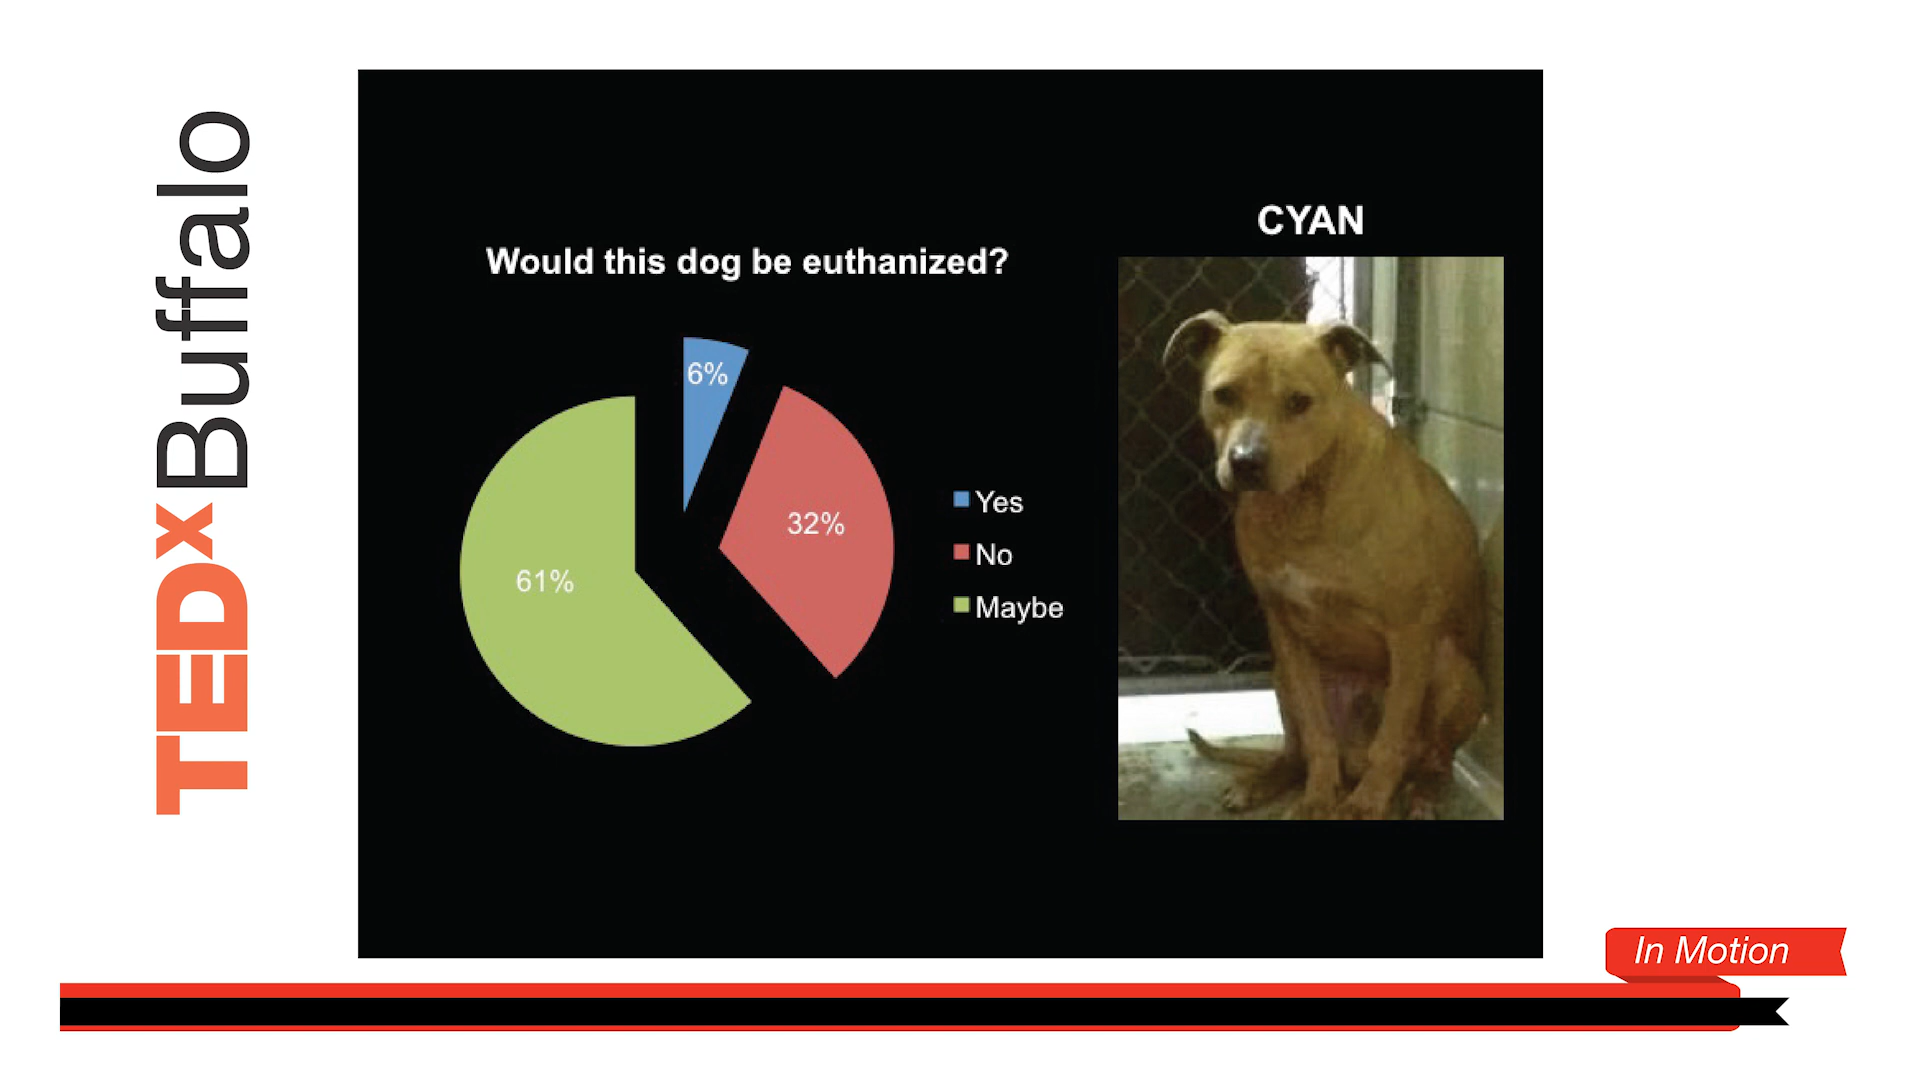 TEDxBuffalo
CYAN
Would this dog be euthanized?
6%
32%
61%
Yes
No
Maybe
In Motion